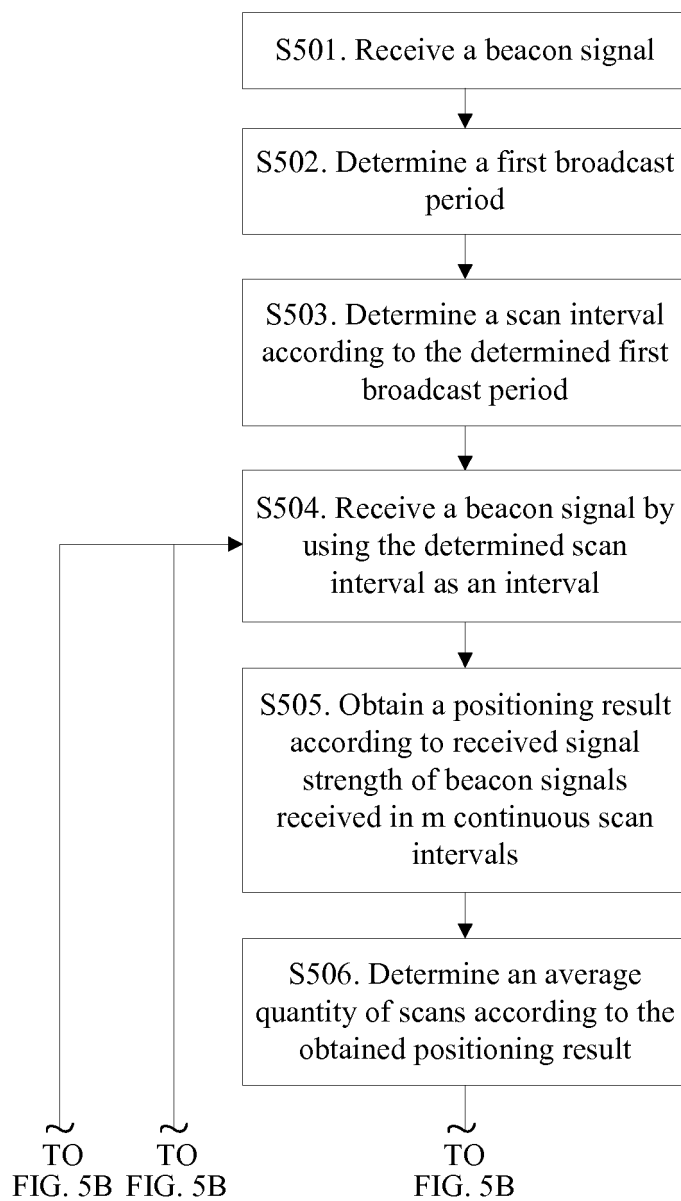 S501. Receive a beacon signal
S502. Determine a first broadcast
period
S503. Determine a scan interval
according to the determined first
broadcast period
S504. Receive a beacon signal by
using the determined scan
interval as an interval
S505. Obtain a positioning result
according to received signal
strength of beacon signals
received in m continuous scan
intervals
S506. Determine an average
quantity of scans according to the
obtained positioning result
TO
FIG. 5B
TO
FIG. 5B
TO
FIG. 5B